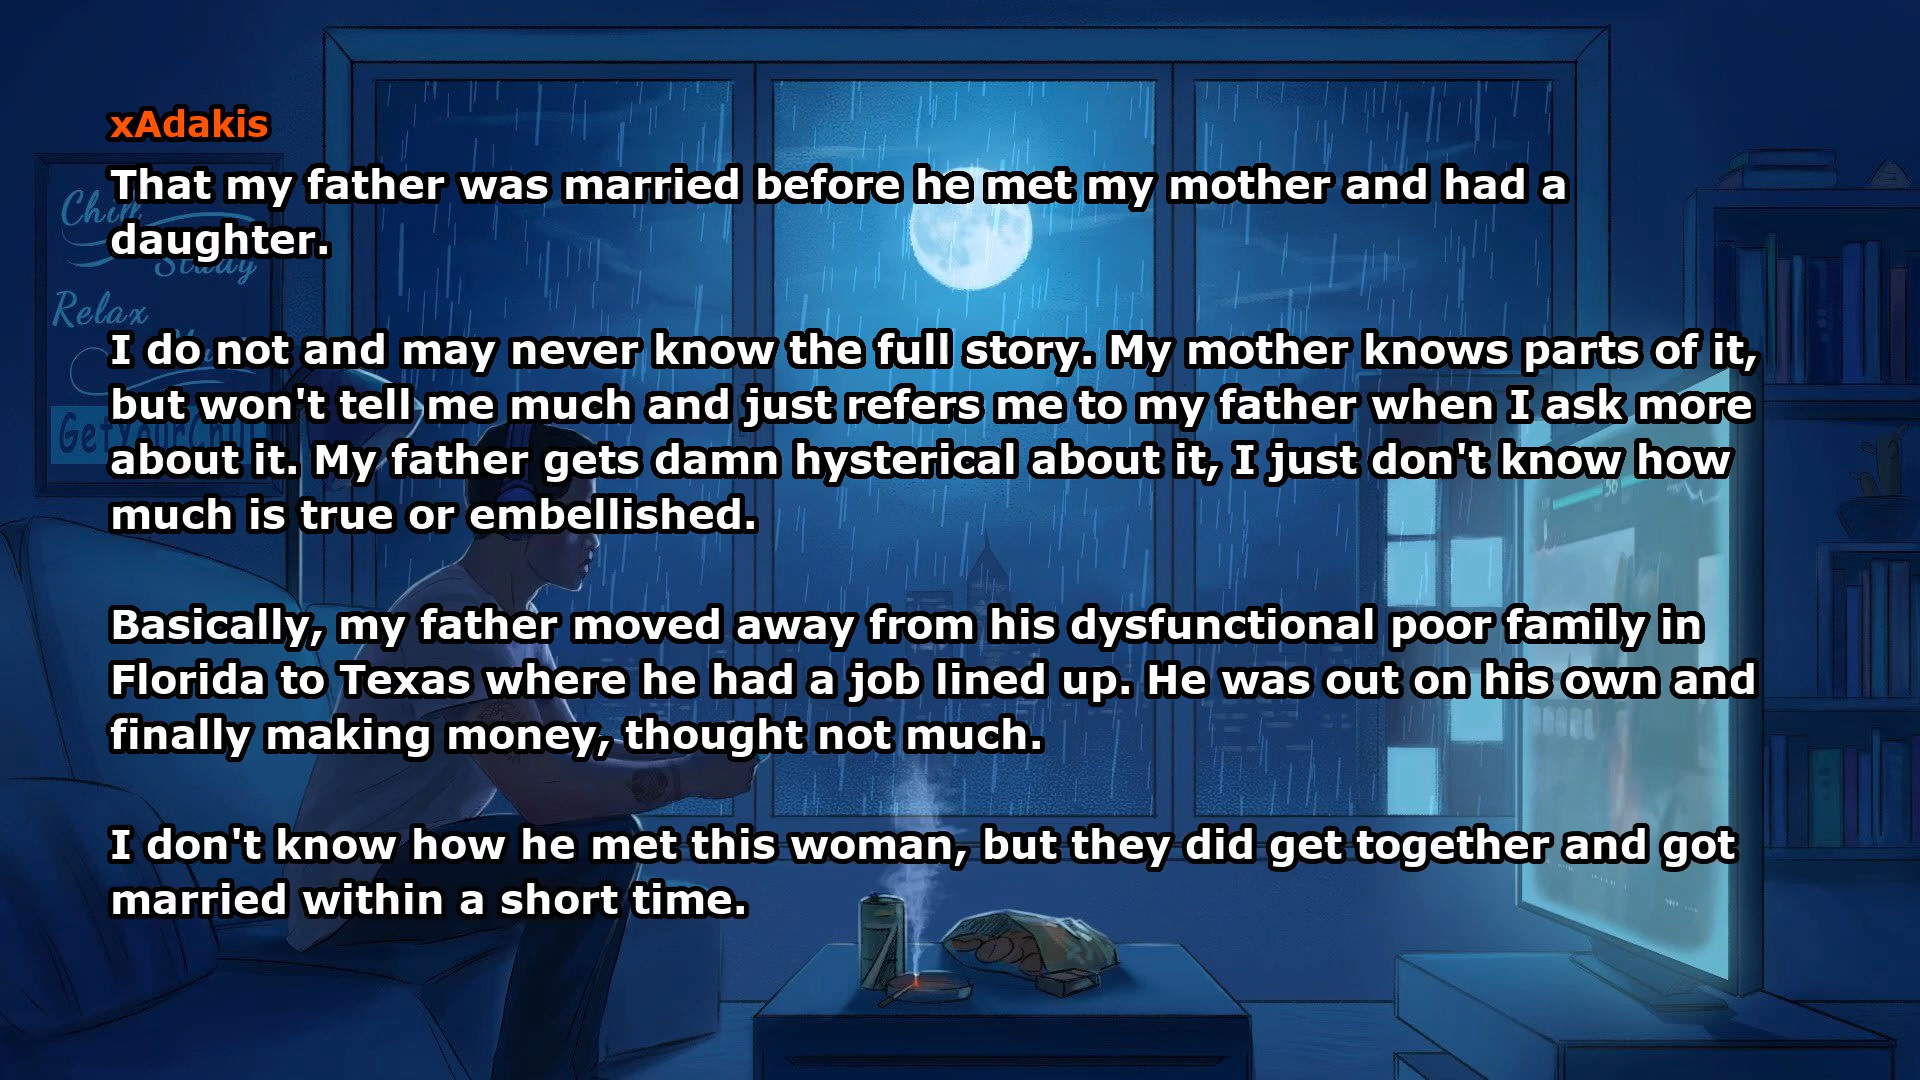 xAdakis
That my father was married before he met my mother and had a
daughter.
I do not and may never know the full story. My mother knows parts of it,
but won't tell me much and just refers me to my father when I ask more
about it. My father gets damn hysterical about it, I just don't know how
much is true or embellished.
Basically, my father moved away from his dysfunctional poor family in
Florida to Texas where he had a job lined up. He was out on his own and
finally making money, thought not much.
I don't know how he met this woman, but they did get together and got
married within a short time.
Chill
Study
Relax
GetYourChill